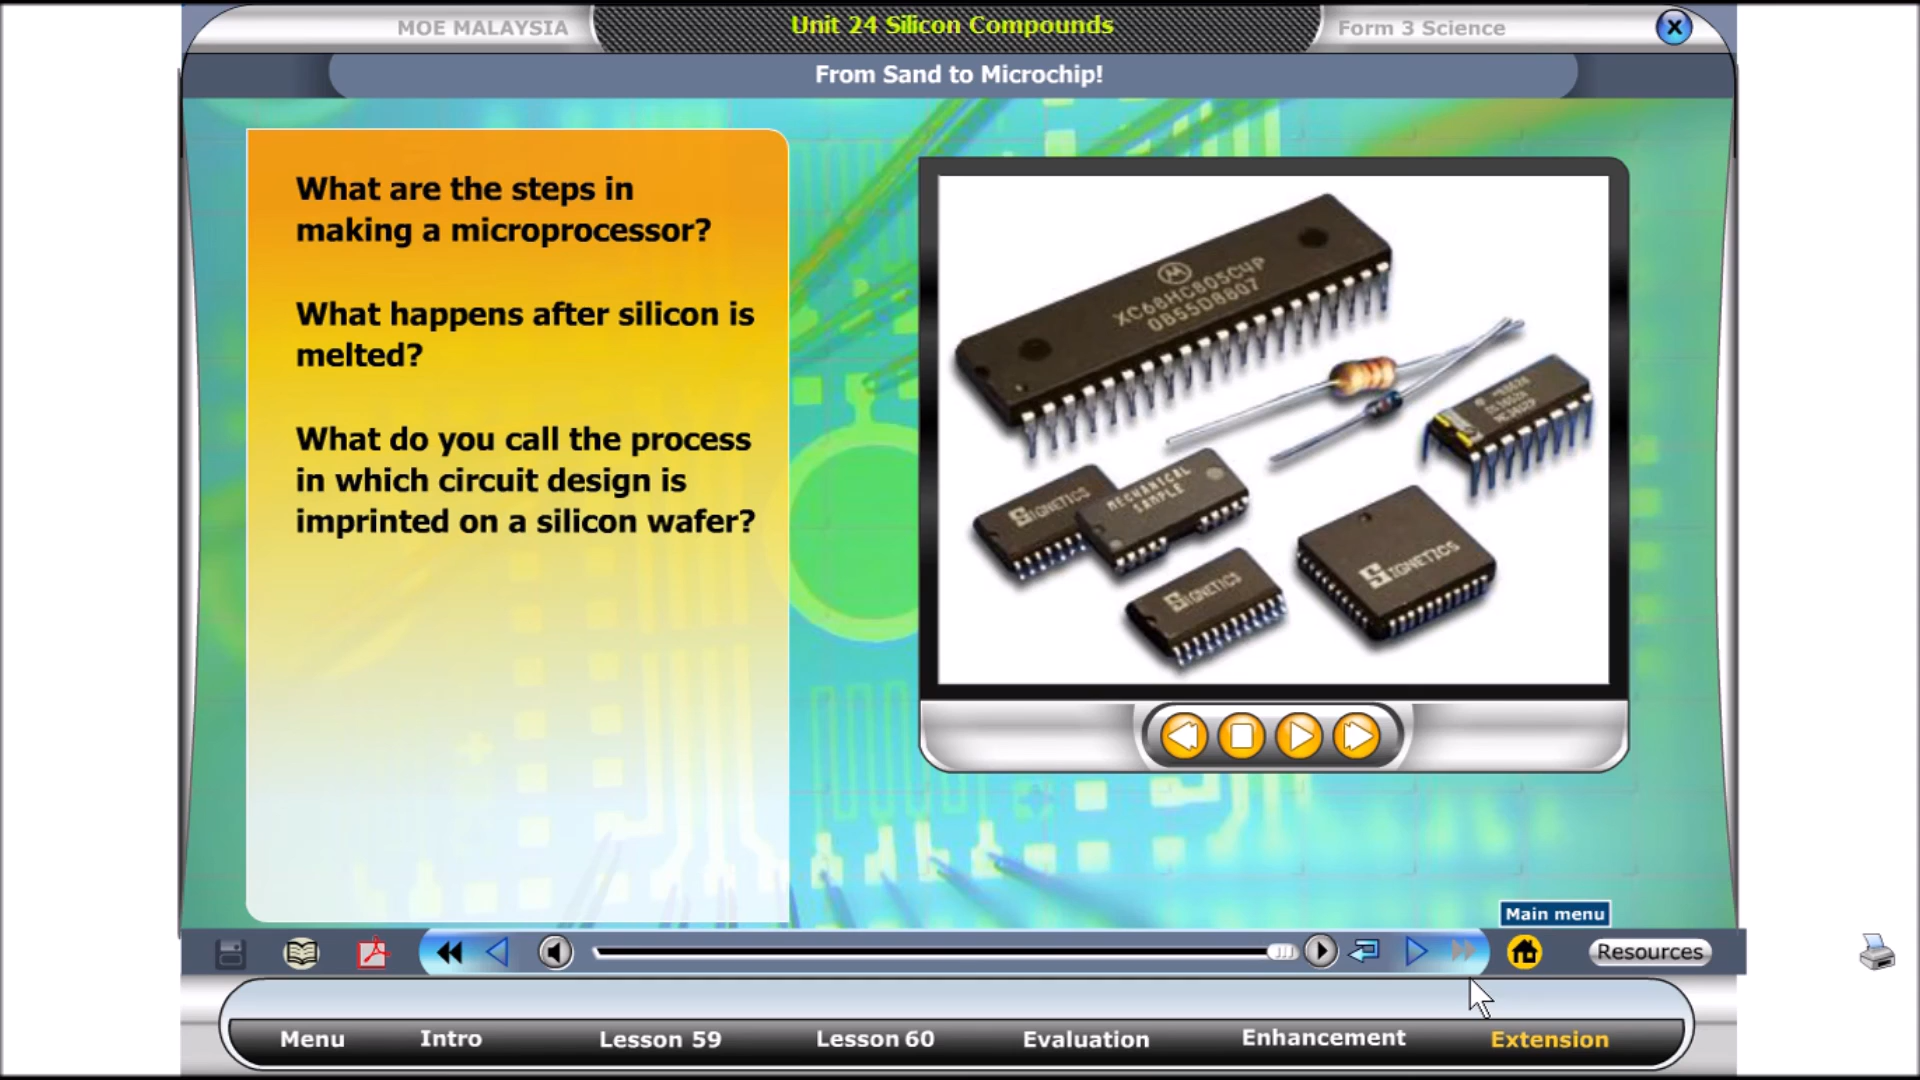 MOE MALAYSIA
Unit 24 Silicon Compounds
Form 3 Science
From Sand to Microchip!
What are the steps in
making a microprocessor?
What happens after silicon is
melted?
What do you call the process
in which circuit design is
imprinted on a silicon wafer?
XC68HC805C4P
0B55D8807
SIGNETICS
MECHANICAL
SAMPLE
SIGNETICS
SIGNETICS
Main menu
Resources
Menu
Intro
Lesson 59
Lesson 60
Evaluation
Enhancement
Extension